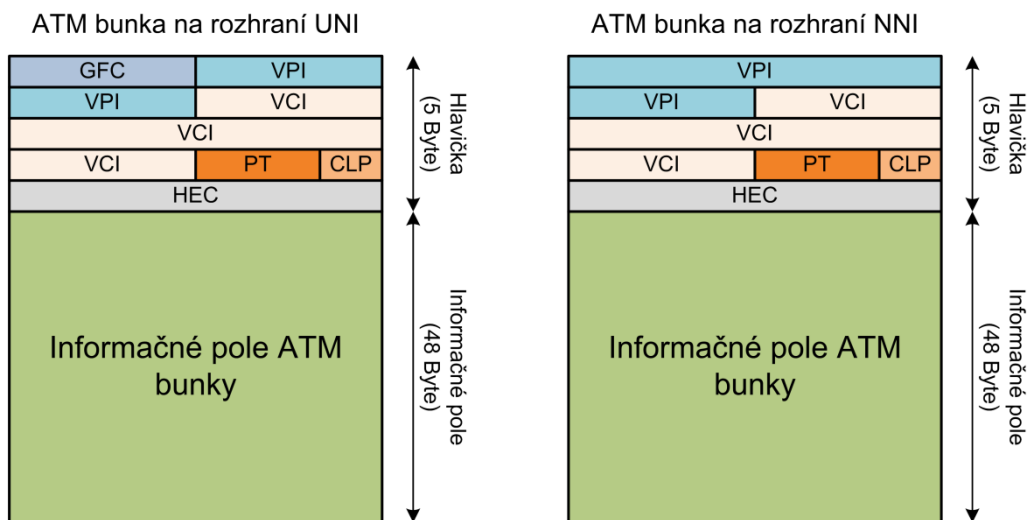 ATM bunka na rozhraní UNI
GFC VPI
VPI VCI
VCI
VCI PT CLP
HEC
Informačné pole ATM
bunky
Hlavička
(5 Byte)
Informačné pole
(48 Byte)
ATM bunka na rozhraní NNI
VPI
VPI VCI
VCI
VCI PT CLP
HEC
Informačné pole ATM
bunky
Hlavička
(5 Byte)
Informačné pole
(48 Byte)